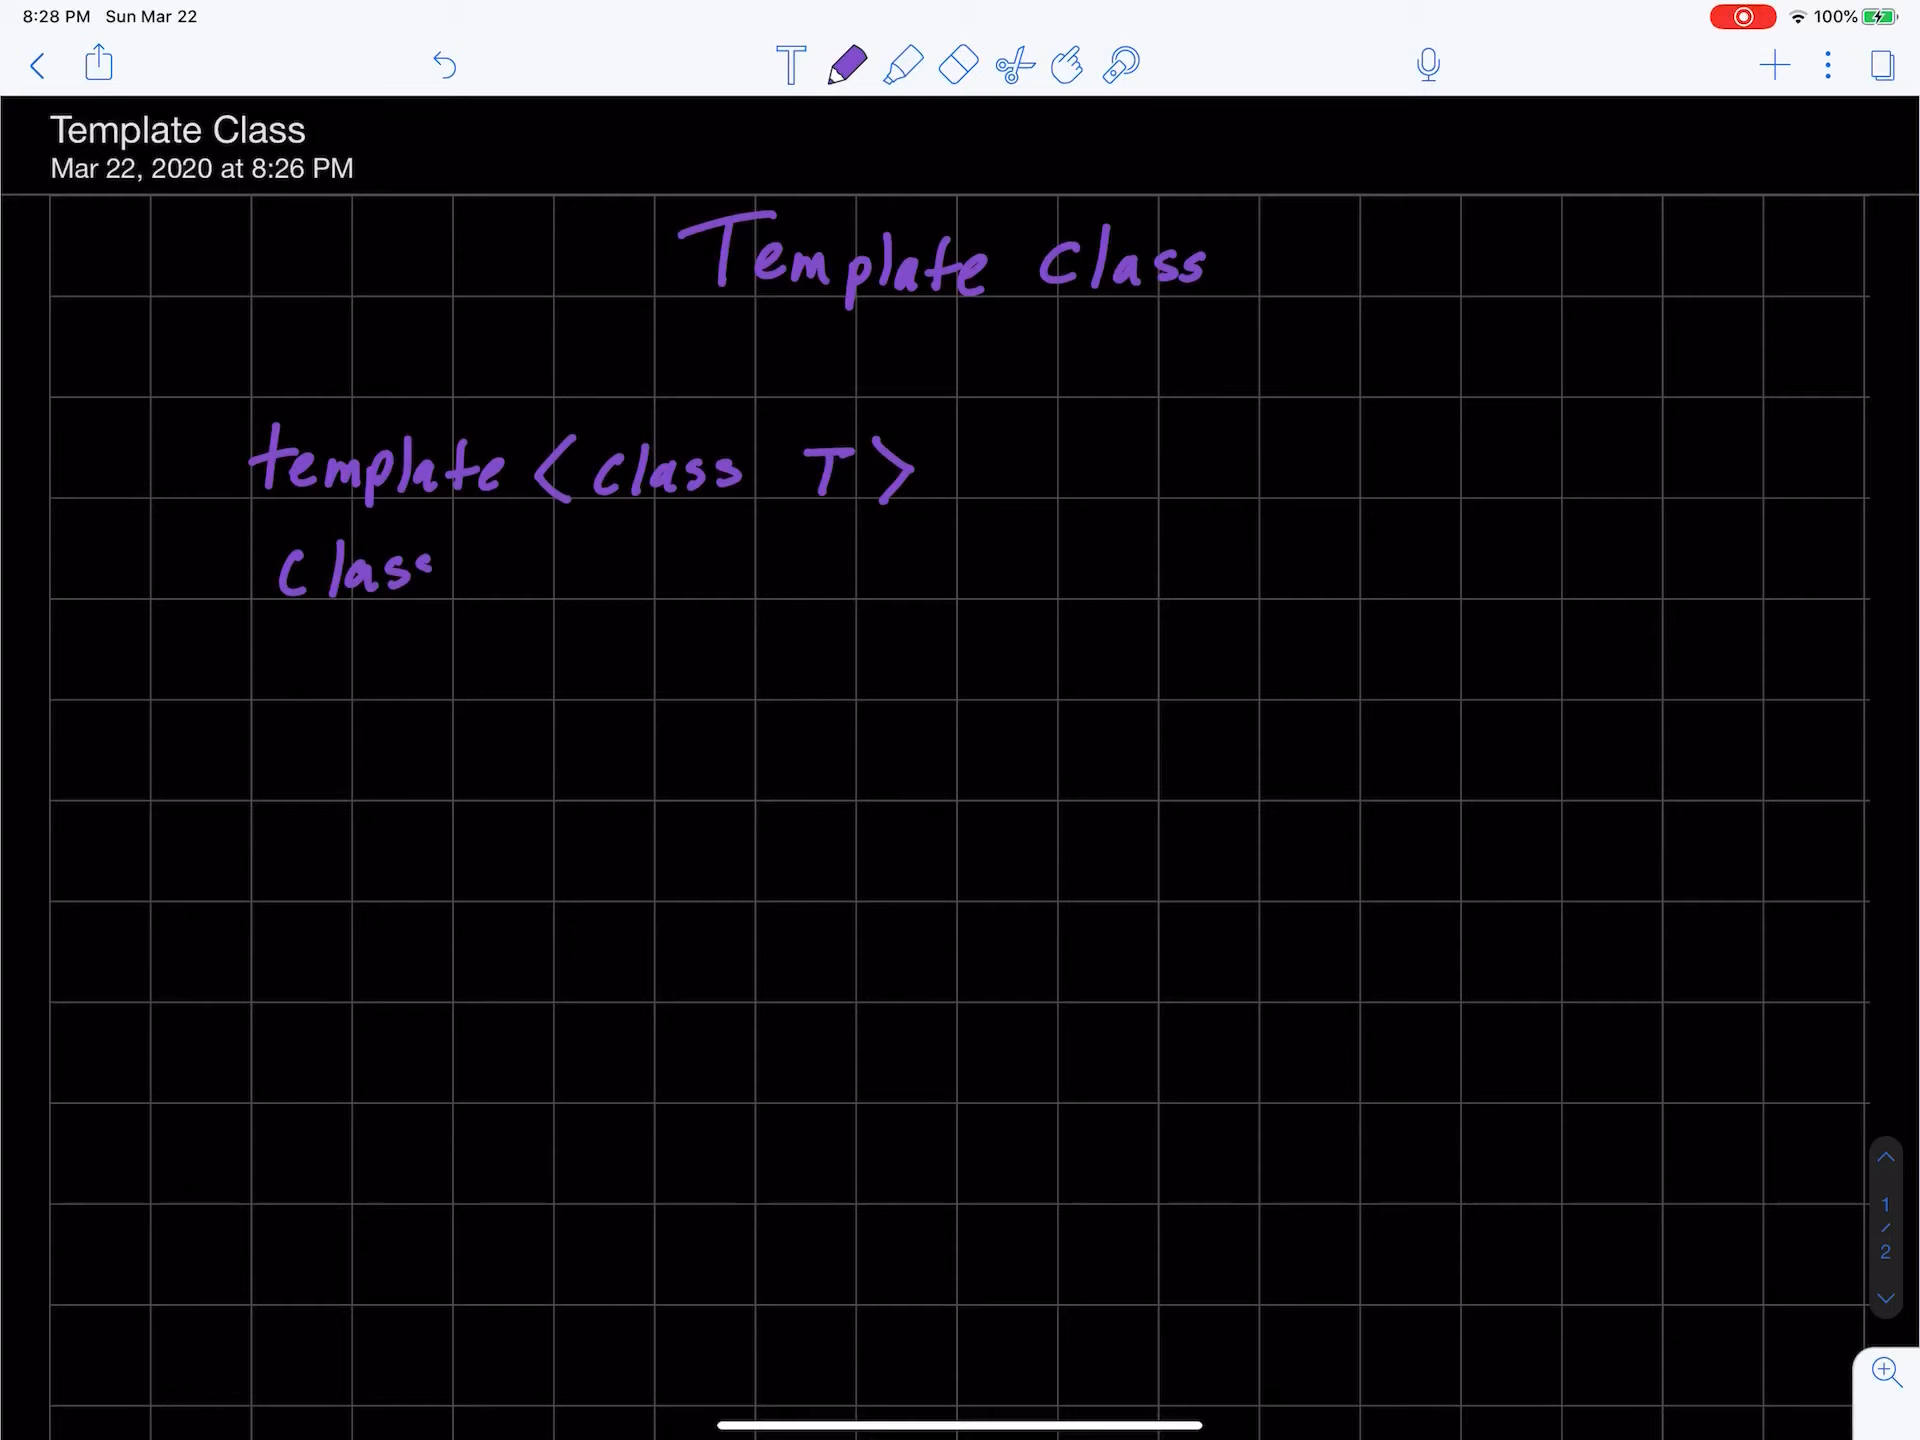 8:28 PM Sun Mar 22
100%
T
Template Class
Mar 22, 2020 at 8:26 PM
Template Class
template <class T>
class
1
/
2